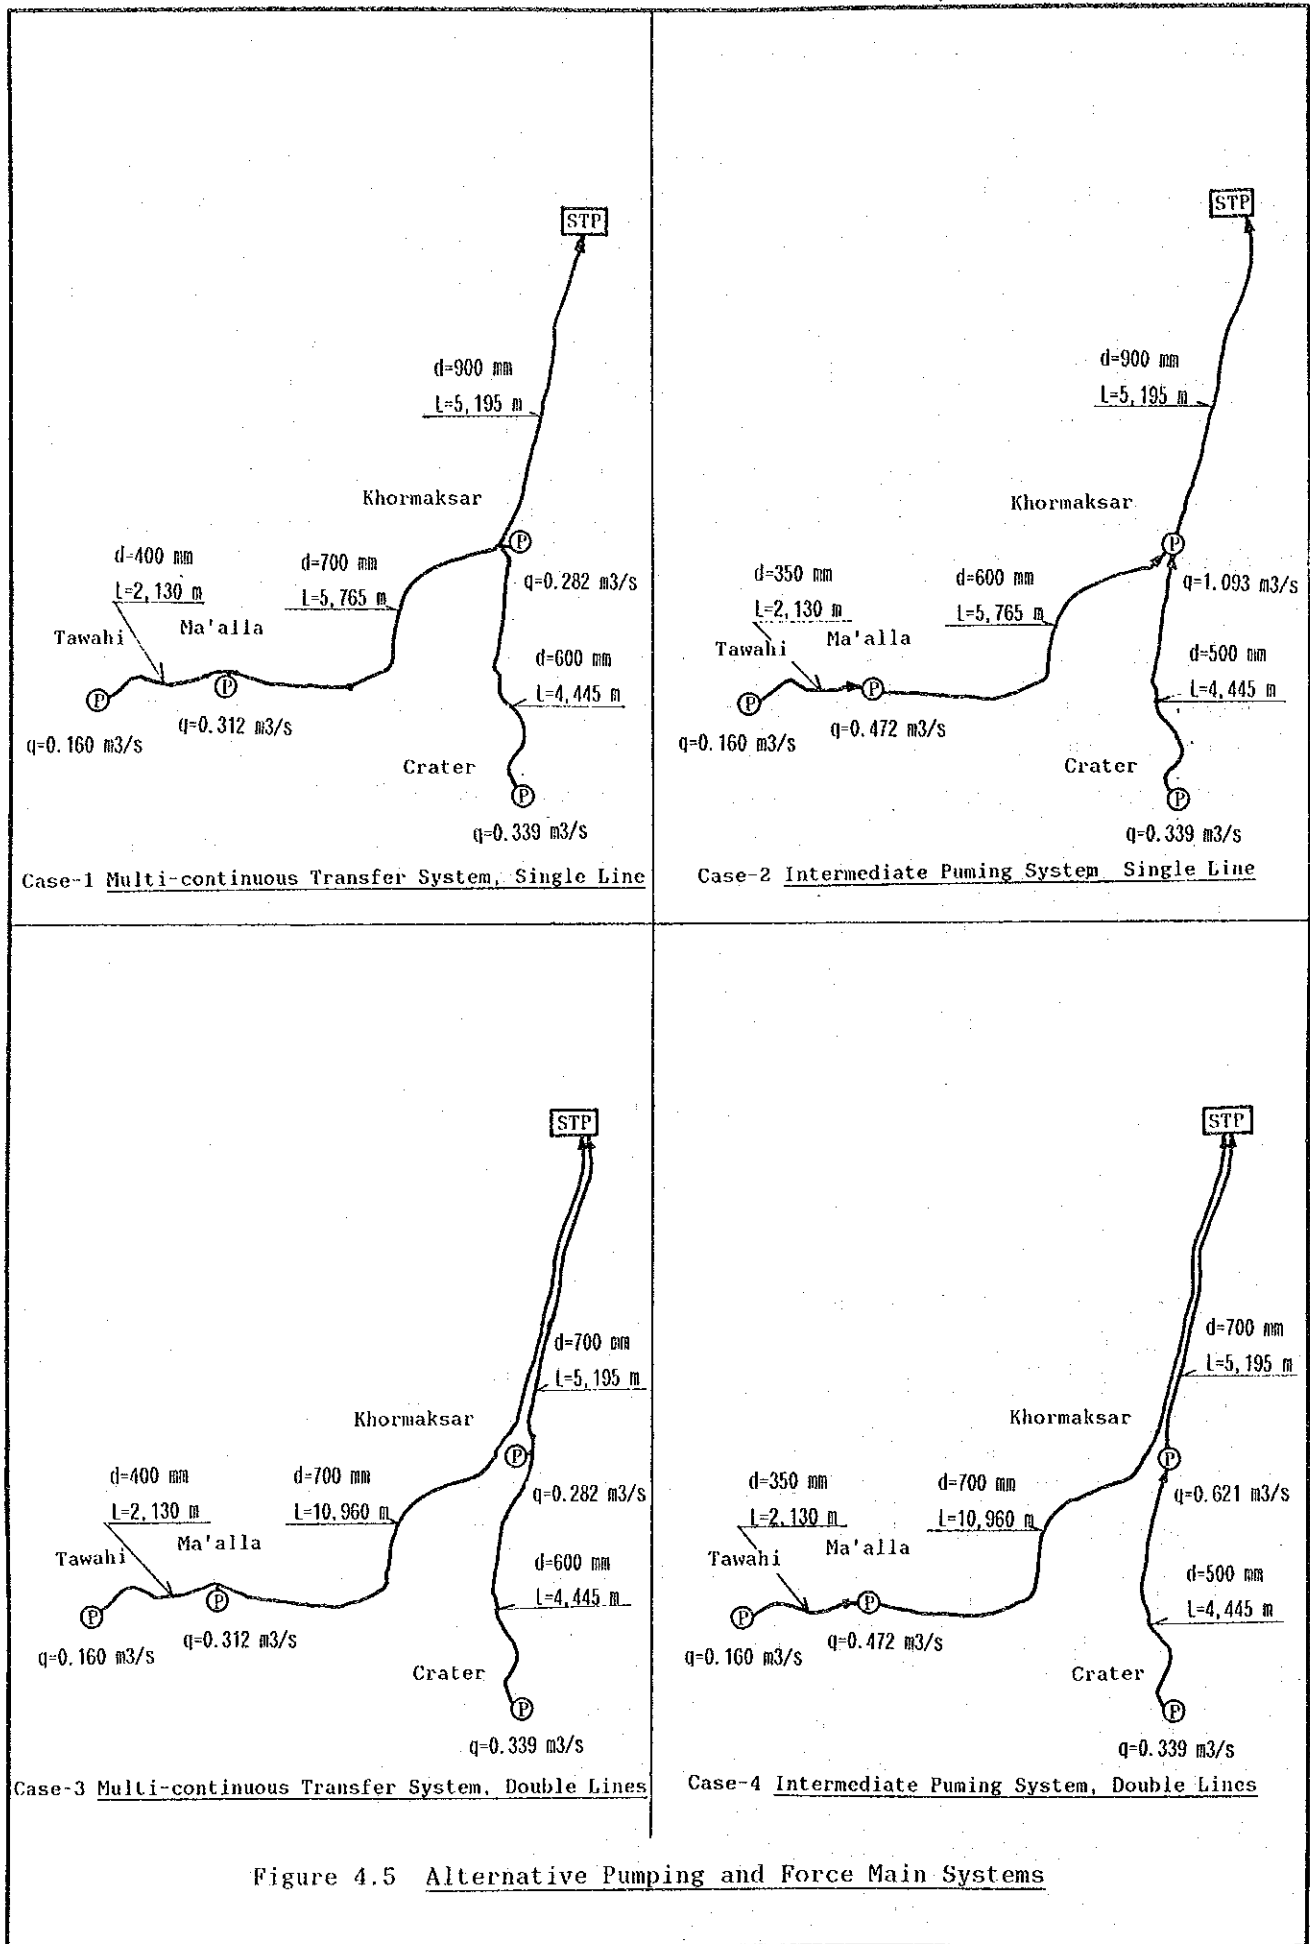 STP
d=900 mm
L=5,195 m
Khormaksar
P
d=400 mm
L=2,130 m
d=700 mm
L=5,765 m
q=0.282 m3/s
Tawahi
Ma'alla
d=600 mm
L=4,445 m
P
P
q=0.160 m3/s
q=0.312 m3/s
Crater
P
q=0.339 m3/s
Case-1 Multi-continuous Transfer System, Single Line
STP
d=900 mm
L=5,195 m
Khormaksar
P
d=350 mm
L=2,130 m
d=600 mm
L=5,765 m
q=1.093 m3/s
Tawahi
Ma'alla
d=500 mm
L=4,445 m
P
P
q=0.160 m3/s
q=0.472 m3/s
Crater
P
q=0.339 m3/s
Case-2 Intermediate Puming System Single Line
STP
d=700 mm
L=5,195 m
Khormaksar
P
d=400 mm
L=2,130 m
d=700 mm
L=10,960 m
q=0.282 m3/s
Tawahi
Ma'alla
d=600 mm
L=4,445 m
P
P
q=0.160 m3/s
q=0.312 m3/s
Crater
P
q=0.339 m3/s
Case-3 Multi-continuous Transfer System, Double Lines
STP
d=700 mm
L=5,195 m
Khormaksar
P
d=350 mm
L=2,130 m
d=700 mm
L=10,960 m
q=0.621 m3/s
Tawahi
Ma'alla
d=500 mm
L=4,445 m
P
P
q=0.160 m3/s
q=0.472 m3/s
Crater
P
q=0.339 m3/s
Case-4 Intermediate Puming System, Double Lines
Figure 4.5 Alternative Pumping and Force Main Systems